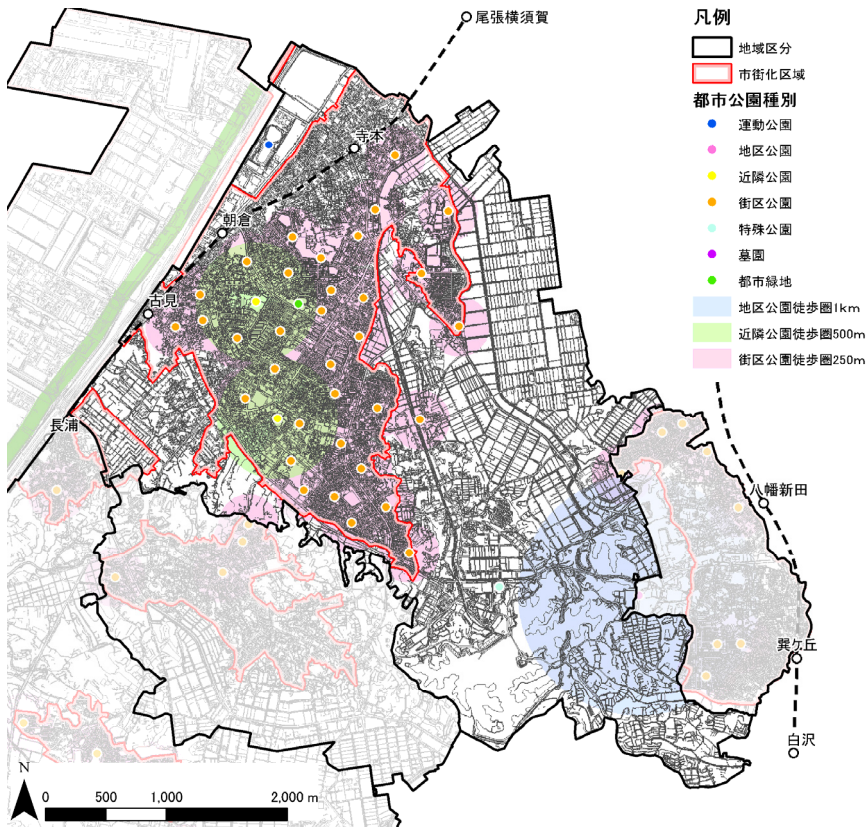 凡例
地域区分
市街化区域
都市公園種別
運動公園
地区公園
近隣公園
街区公園
特殊公園
墓園
都市緑地
地区公園徒歩圏1km
近隣公園徒歩圏500m
街区公園徒歩圏250m
尾張横須賀
寺本
朝倉
古見
長浦
八幡新田
巽ケ丘
白沢
N
0 500 1,000 2,000 m